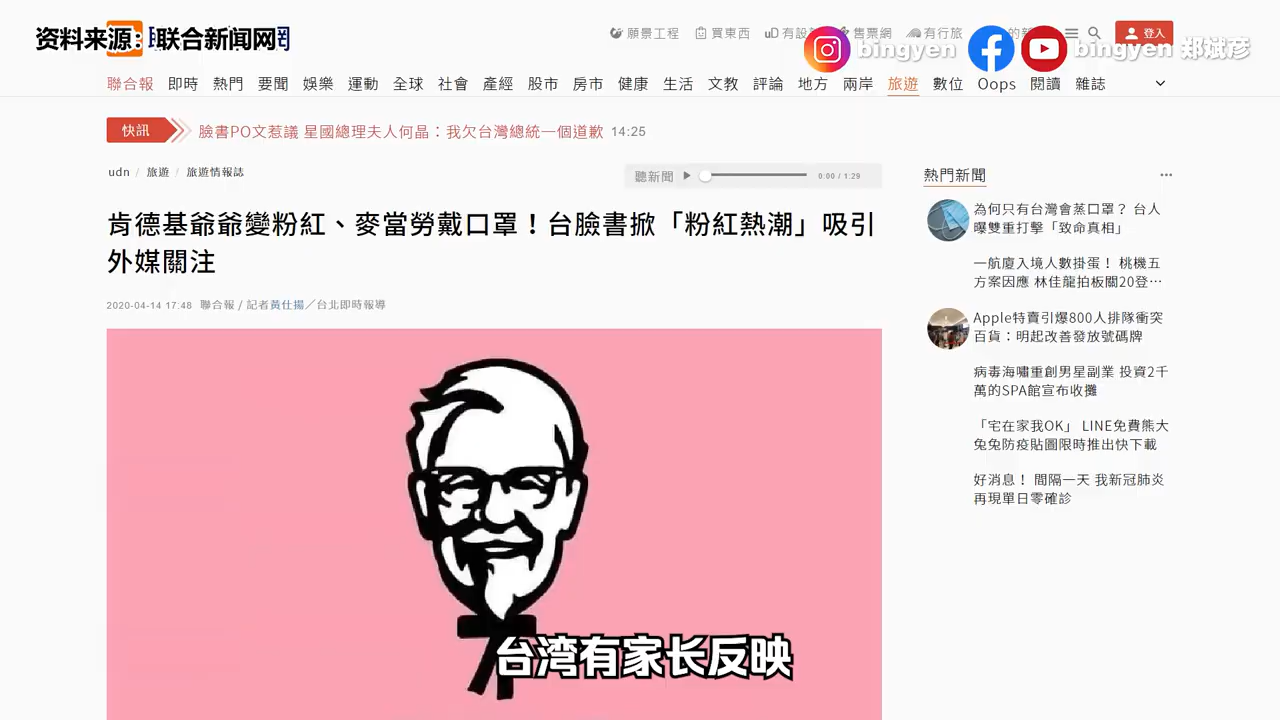 资料来源：联合新闻网
願景工程 買東西 uD 有設 售票網 有行旅 的新
登入
bingyen
bingyen 郑斌彦
聯合報 即時 熱門 要聞 娛樂 運動 全球 社會 產經 股市 房市 健康 生活 文教 評論 地方 兩岸 旅遊 數位 Oops 閱讀 雜誌
快訊 臉書PO文惹議 星國總理夫人何晶：我欠台灣總統一個道歉 14:25
udn / 旅遊 / 旅遊情報誌
聽新聞 0:00 / 1:29
肯德基爺爺變粉紅、麥當勞戴口罩！台臉書掀「粉紅熱潮」吸引
外媒關注
2020-04-14 17:48 聯合報 / 記者黃仕揚╱台北即時報導
熱門新聞
為何只有台灣會蒸口罩？ 台人
曝雙重打擊「致命真相」
一航廈入境人數掛蛋！ 桃機五
方案因應 林佳龍拍板關20登…
Apple特賣引爆800人排隊衝突
百貨：明起改善發放號碼牌
病毒海嘯重創男星副業 投資2千
萬的SPA館宣布收攤
「宅在家我OK」 LINE免費熊大
兔兔防疫貼圖限時推出快下載
好消息！ 間隔一天 我新冠肺炎
再現單日零確診
台湾有家长反映